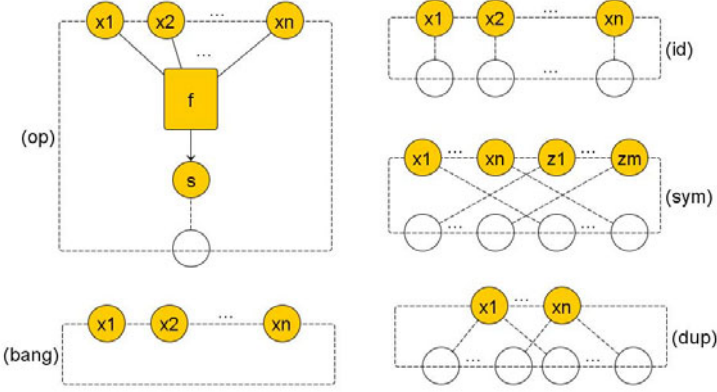 x1 x2 ... xn
...
f
(op)
s
(bang)
x1 x2 ... xn
x1 x2 ... xn
...
(id)
x1 ... xn z1 ... zm
... ...
(sym)
x1 ... xn
... ...
(dup)